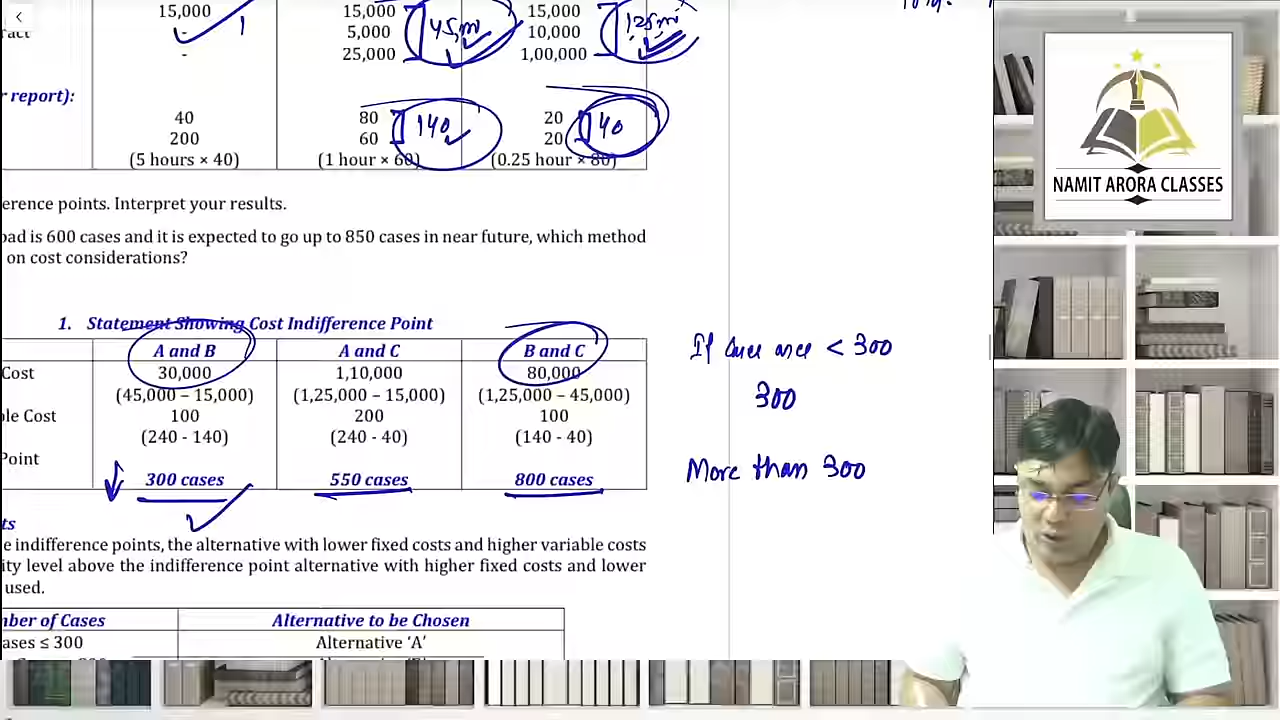 15,000 15,000 15,000
ract - 5,000 45,m 10,000 1,25,m
- 25,000 1,00,000
r report):
40 80 140 20 40
200 60 20
(5 hours × 40) (1 hour × 60) (0.25 hour × 80)
erence points. Interpret your results.
oad is 600 cases and it is expected to go up to 850 cases in near future, which method
on cost considerations?
1. Statement Showing Cost Indifference Point
A and B A and C B and C
Cost 30,000 1,10,000 80,000
(45,000 – 15,000) (1,25,000 – 15,000) (1,25,000 – 45,000)
ble Cost 100 200 100
(240 - 140) (240 - 40) (140 - 40)
Point
300 cases 550 cases 800 cases
ts
e indifference points, the alternative with lower fixed costs and higher variable costs
ity level above the indifference point alternative with higher fixed costs and lower
used.
mber of Cases Alternative to be Chosen
ases ≤ 300 Alternative 'A'
If < 300
300
More than 300
NAMIT ARORA CLASSES